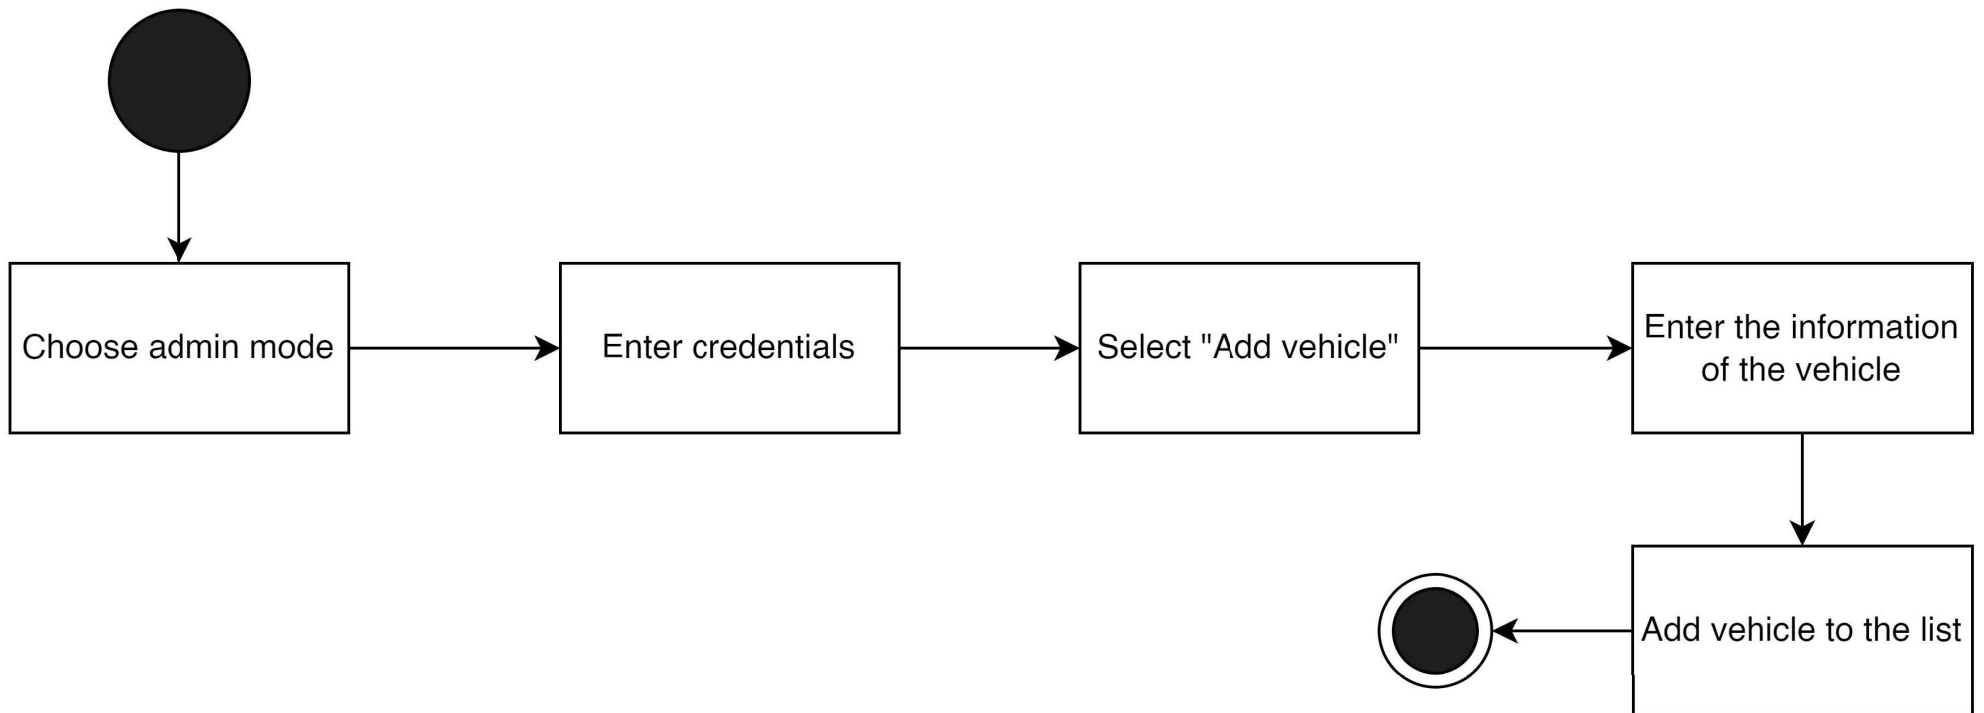 Choose admin mode
Enter credentials
Select "Add vehicle"
Enter the information
of the vehicle
Add vehicle to the list